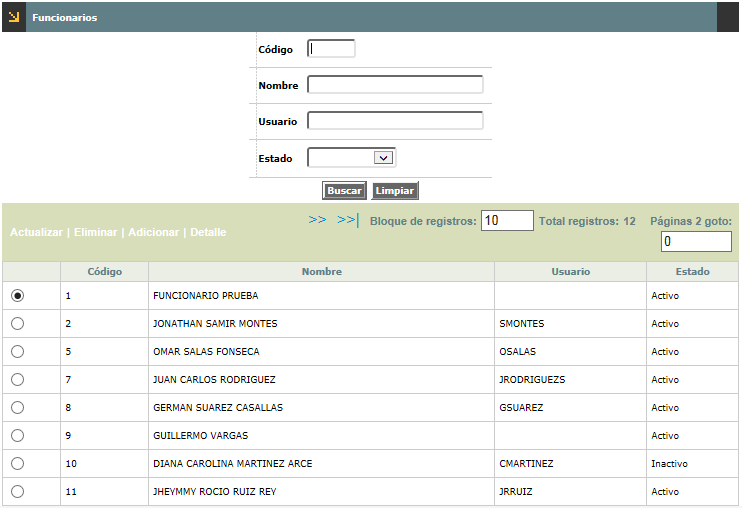 Funcionarios
Código
Nombre
Usuario
Estado
Buscar Limpiar
>> >>| Bloque de registros: 10 Total registros: 12 Páginas 2 goto:
Actualizar | Eliminar | Adicionar | Detalle
0
Código Nombre Usuario Estado
1 FUNCIONARIO PRUEBA Activo
2 JONATHAN SAMIR MONTES SMONTES Activo
5 OMAR SALAS FONSECA OSALAS Activo
7 JUAN CARLOS RODRIGUEZ JRODRIGUEZS Activo
8 GERMAN SUAREZ CASALLAS GSUAREZ Activo
9 GUILLERMO VARGAS Activo
10 DIANA CAROLINA MARTINEZ ARCE CMARTINEZ Inactivo
11 JHEYMMY ROCIO RUIZ REY JRRUIZ Activo